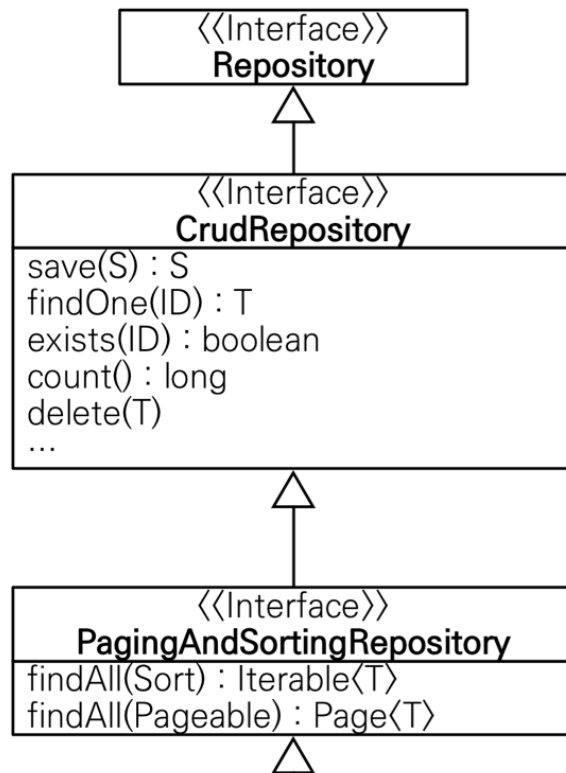 〈〈Interface〉〉
Repository
〈〈Interface〉〉
CrudRepository
save(S) : S
findOne(ID) : T
exists(ID) : boolean
count() : long
delete(T)
...
〈〈Interface〉〉
PagingAndSortingRepository
findAll(Sort) : Iterable〈T〉
findAll(Pageable) : Page〈T〉